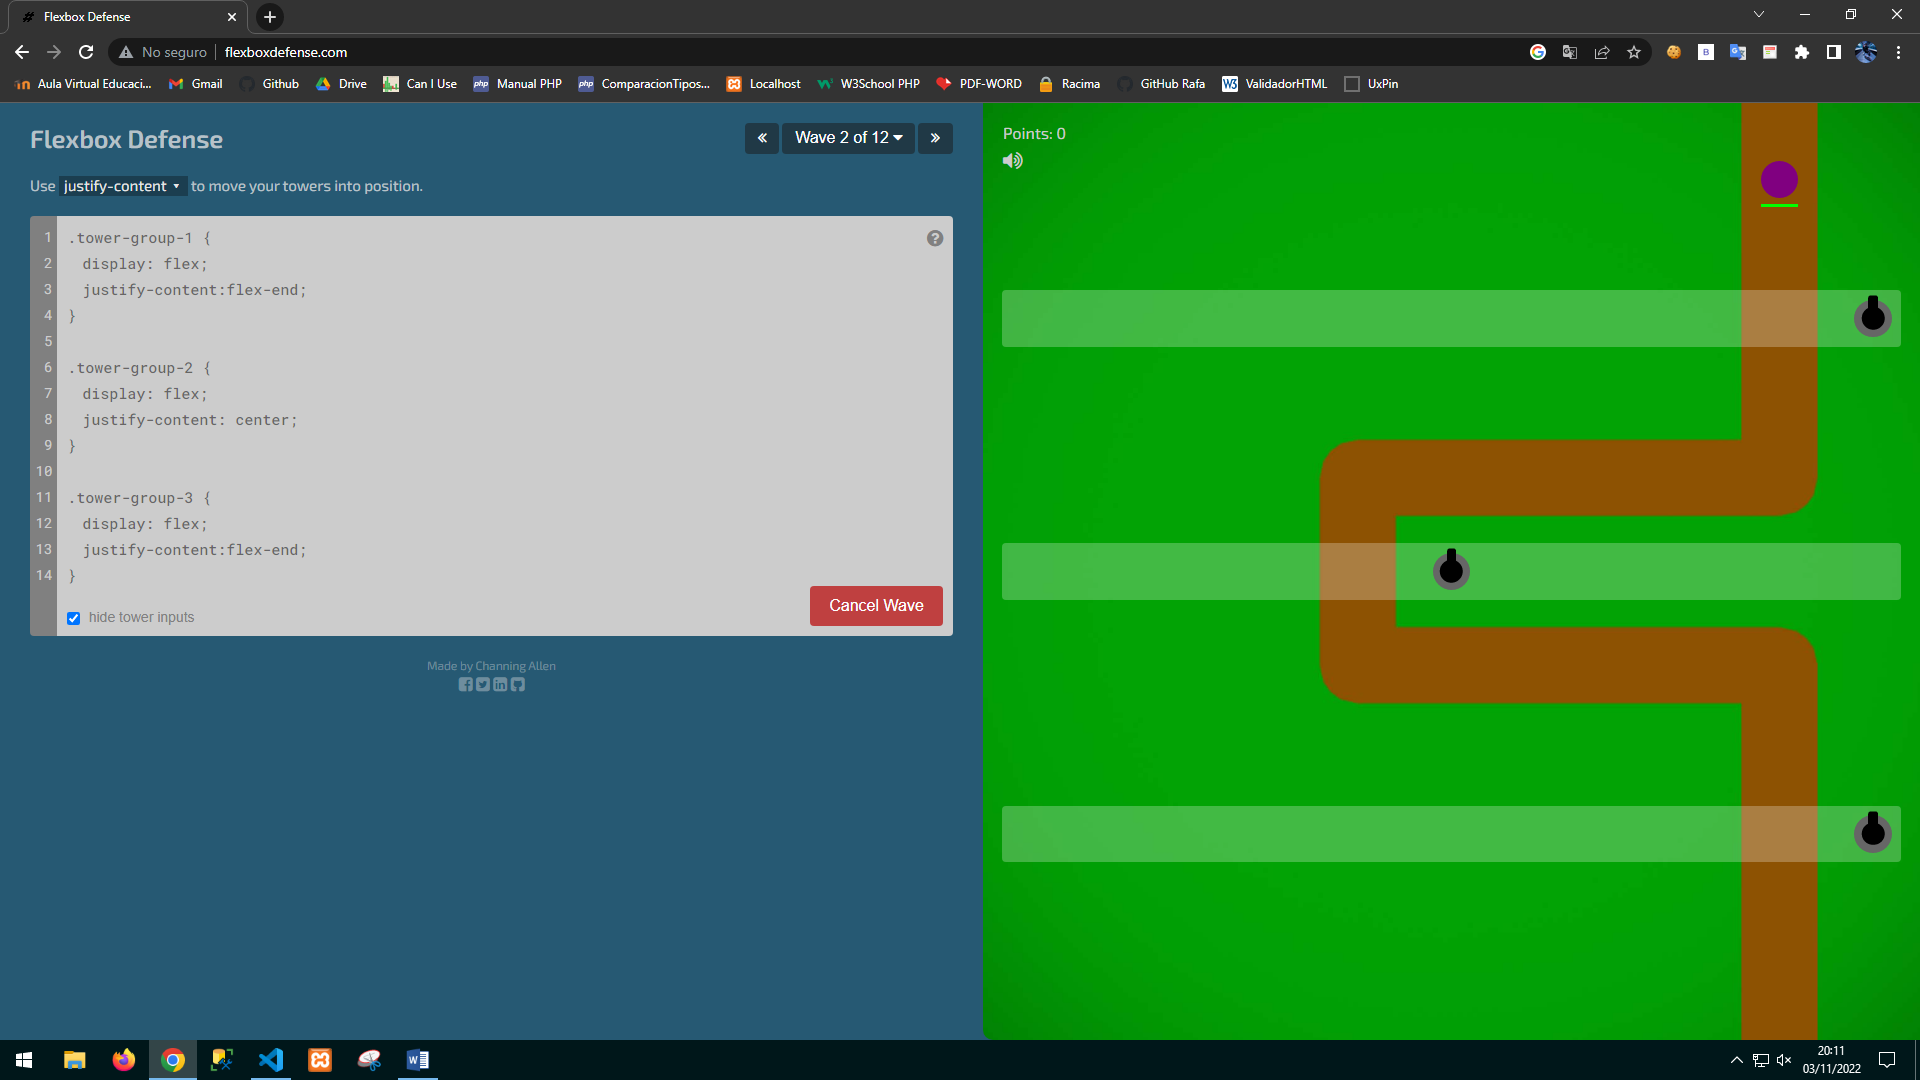 Flexbox Defense
No seguro
flexboxdefense.com
Aula Virtual Educaci...
Gmail
Github
Drive
Can I Use
php
Manual PHP
php
ComparacionTipos...
Localhost
W3School PHP
PDF-WORD
Racima
GitHub Rafa
W3
ValidadorHTML
UxPin
Flexbox Defense
« Wave 2 of 12 »
Use justify-content to move your towers into position.
1 .tower-group-1 {
2 display: flex;
3 justify-content:flex-end;
4 }
5
6 .tower-group-2 {
7 display: flex;
8 justify-content: center;
9 }
10
11 .tower-group-3 {
12 display: flex;
13 justify-content:flex-end;
14 }
?
hide tower inputs
Cancel Wave
Made by Channing Allen
Points: 0
20:11
03/11/2022